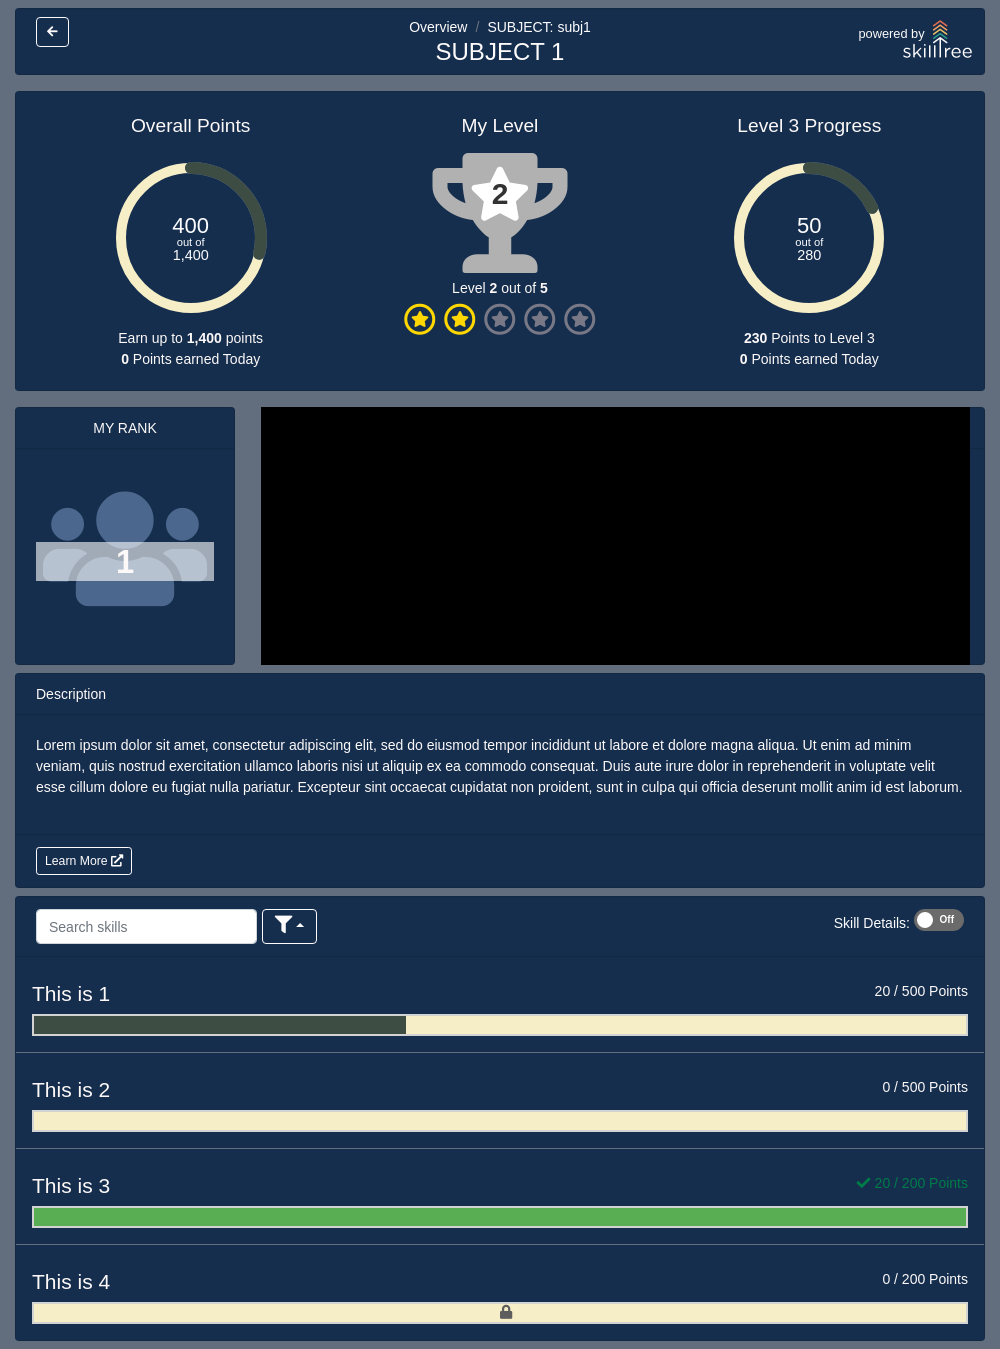 Overview / SUBJECT: subj1
SUBJECT 1
powered by
skilltree
Overall Points
400
out of
1,400
Earn up to 1,400 points
0 Points earned Today
My Level
2
Level 2 out of 5
Level 3 Progress
50
out of
280
230 Points to Level 3
0 Points earned Today
MY RANK
1
Description
Lorem ipsum dolor sit amet, consectetur adipiscing elit, sed do eiusmod tempor incididunt ut labore et dolore magna aliqua. Ut enim ad minim
veniam, quis nostrud exercitation ullamco laboris nisi ut aliquip ex ea commodo consequat. Duis aute irure dolor in reprehenderit in voluptate velit
esse cillum dolore eu fugiat nulla pariatur. Excepteur sint occaecat cupidatat non proident, sunt in culpa qui officia deserunt mollit anim id est laborum.
Learn More
Search skills
Skill Details: Off
This is 1
20 / 500 Points
This is 2
0 / 500 Points
This is 3
20 / 200 Points
This is 4
0 / 200 Points